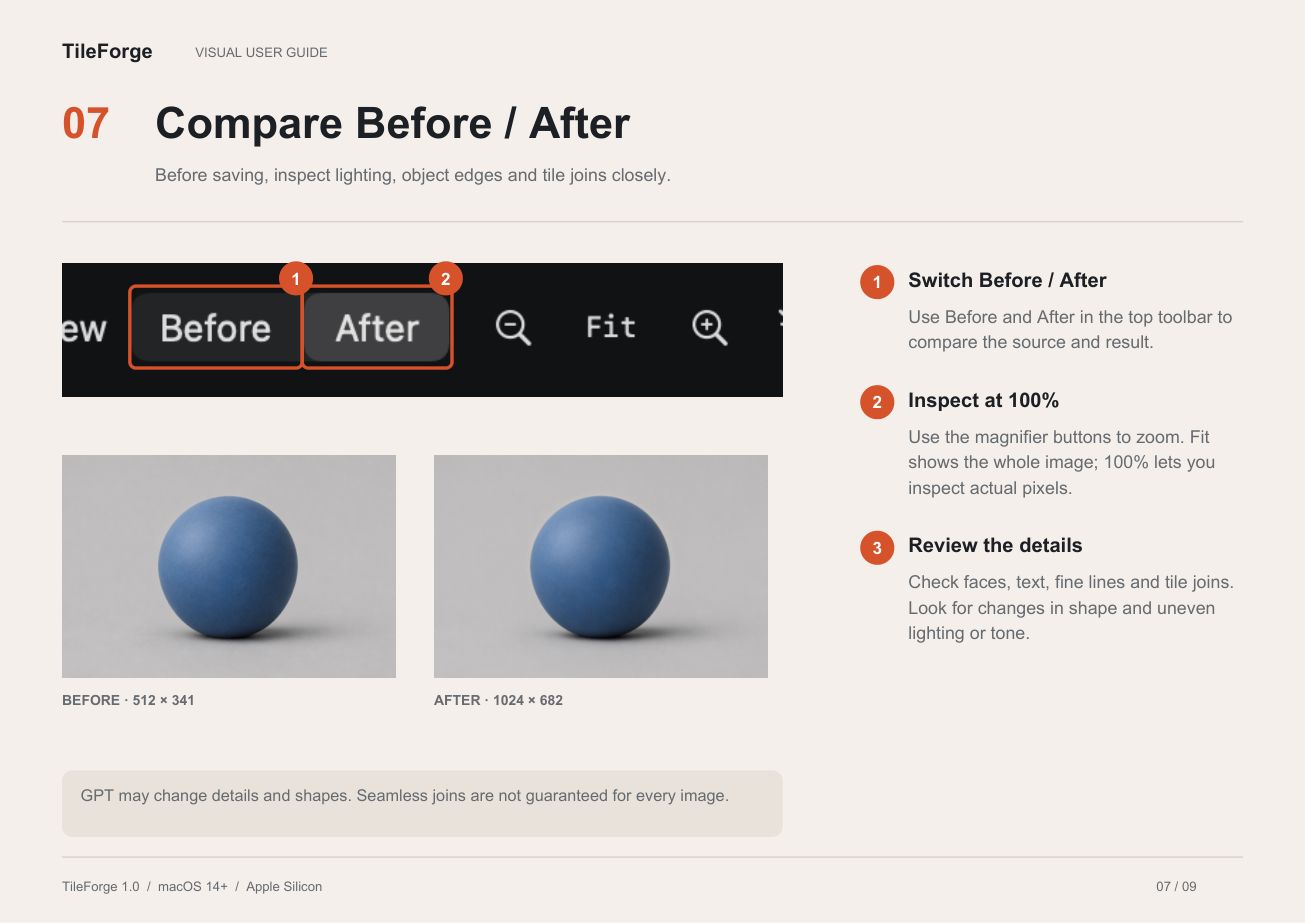 TileForge VISUAL USER GUIDE
07 Compare Before / After
Before saving, inspect lighting, object edges and tile joins closely.
1 2
ew Before After Fit
1 Switch Before / After
Use Before and After in the top toolbar to
compare the source and result.
2 Inspect at 100%
Use the magnifier buttons to zoom. Fit
shows the whole image; 100% lets you
inspect actual pixels.
3 Review the details
Check faces, text, fine lines and tile joins.
Look for changes in shape and uneven
lighting or tone.
BEFORE · 512 × 341
AFTER · 1024 × 682
GPT may change details and shapes. Seamless joins are not guaranteed for every image.
TileForge 1.0 / macOS 14+ / Apple Silicon
07 / 09